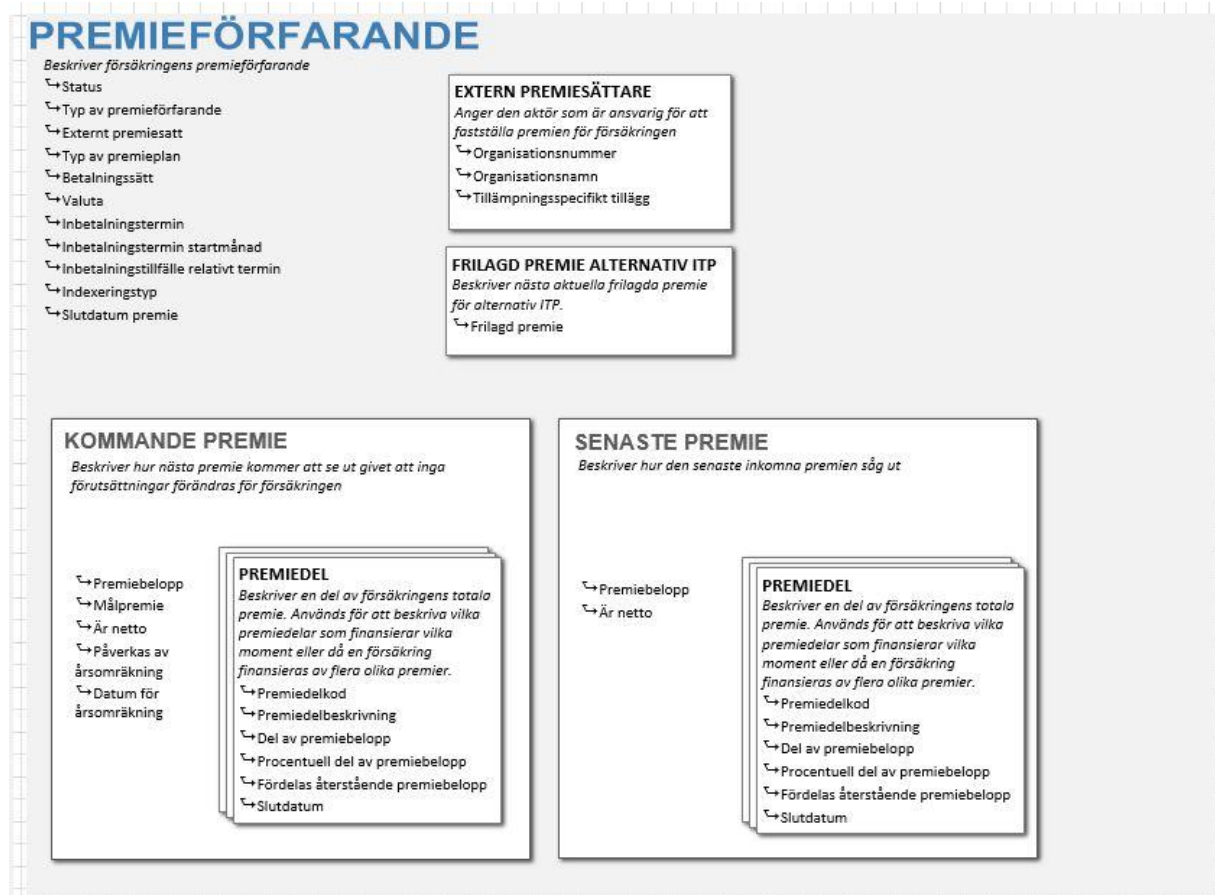 PREMIEFÖRFARANDE
Beskriver försäkringens premieförfarande
Status
Typ av premieförfarande
Externt premiesatt
Typ av premieplan
Betalningssätt
Valuta
Inbetalningstermin
Inbetalningstermin startmånad
Inbetalningstillfälle relativt termin
Indexeringstyp
Slutdatum premie
EXTERN PREMIESÄTTARE
Anger den aktör som är ansvarig för att
fastställa premien för försäkringen
Organisationsnummer
Organisationsnamn
Tillämpningsspecifikt tillägg
FRILAGD PREMIE ALTERNATIV ITP
Beskriver nästa aktuella frilagda premie
för alternativ ITP.
Frilagd premie
KOMMANDE PREMIE
Beskriver hur nästa premie kommer att se ut givet att inga
förutsättningar förändras för försäkringen
Premiebelopp
Målpremie
Är netto
Påverkas av
årsomräkning
Datum för
årsomräkning
PREMIEDEL
Beskriver en del av försäkringens totala
premie. Används för att beskriva vilka
premiedelar som finansierar vilka
moment eller då en försäkring
finansieras av flera olika premier.
Premiedelkod
Premiedelbeskrivning
Del av premiebelopp
Procentuell del av premiebelopp
Fördelas återstående premiebelopp
Slutdatum
SENASTE PREMIE
Beskriver hur den senaste inkomna premien såg ut
Premiebelopp
Är netto
PREMIEDEL
Beskriver en del av försäkringens totala
premie. Används för att beskriva vilka
premiedelar som finansierar vilka
moment eller då en försäkring
finansieras av flera olika premier.
Premiedelkod
Premiedelbeskrivning
Del av premiebelopp
Procentuell del av premiebelopp
Fördelas återstående premiebelopp
Slutdatum